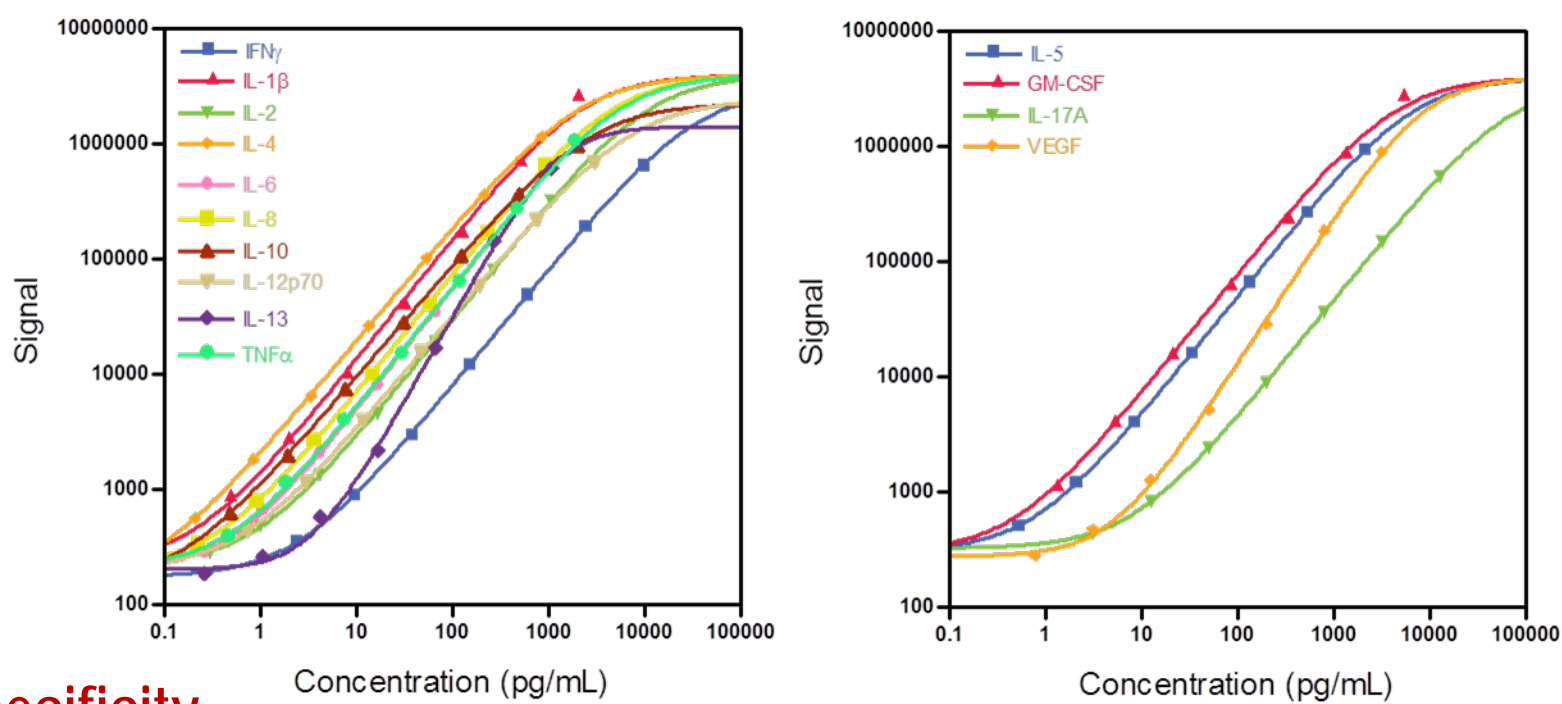 10000000
1000000
100000
10000
1000
100
0.1 1 10 100 1000 10000 100000
Signal
Concentration (pg/mL)
IFNγ
IL-1β
IL-2
IL-4
IL-6
IL-8
IL-10
IL-12p70
IL-13
TNFα
10000000
1000000
100000
10000
1000
100
0.1 1 10 100 1000 10000 100000
Signal
Concentration (pg/mL)
IL-5
GM-CSF
IL-17A
VEGF